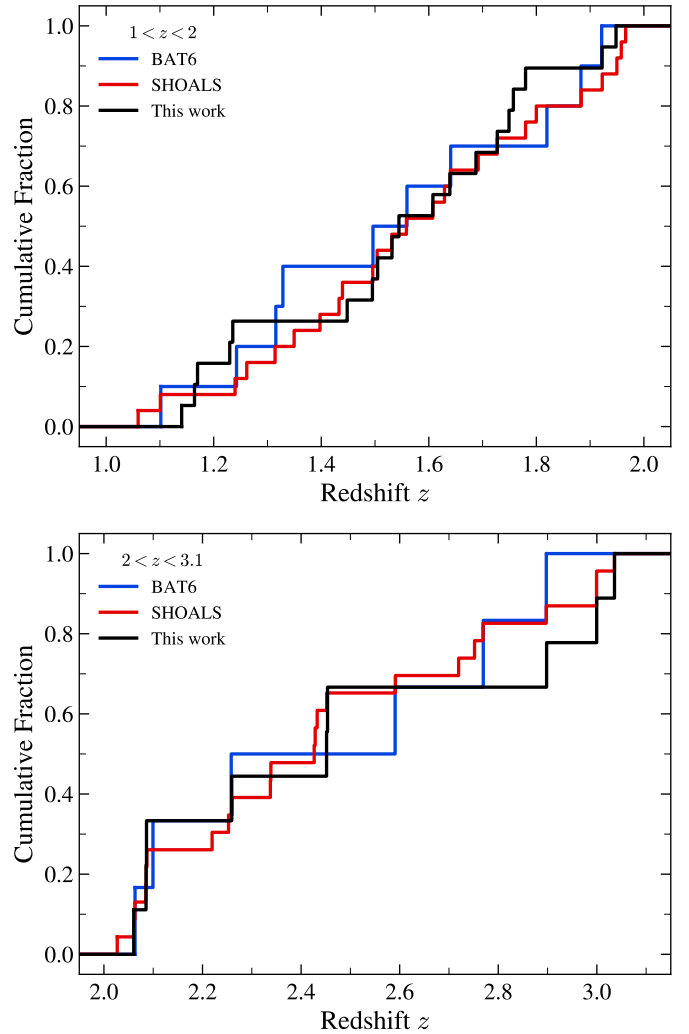 1 < z < 2
BAT6
SHOALS
This work
Cumulative Fraction
1.0
0.8
0.6
0.4
0.2
0.0
1.0 1.2 1.4 1.6 1.8 2.0
Redshift z
2 < z < 3.1
BAT6
SHOALS
This work
Cumulative Fraction
1.0
0.8
0.6
0.4
0.2
0.0
2.0 2.2 2.4 2.6 2.8 3.0
Redshift z